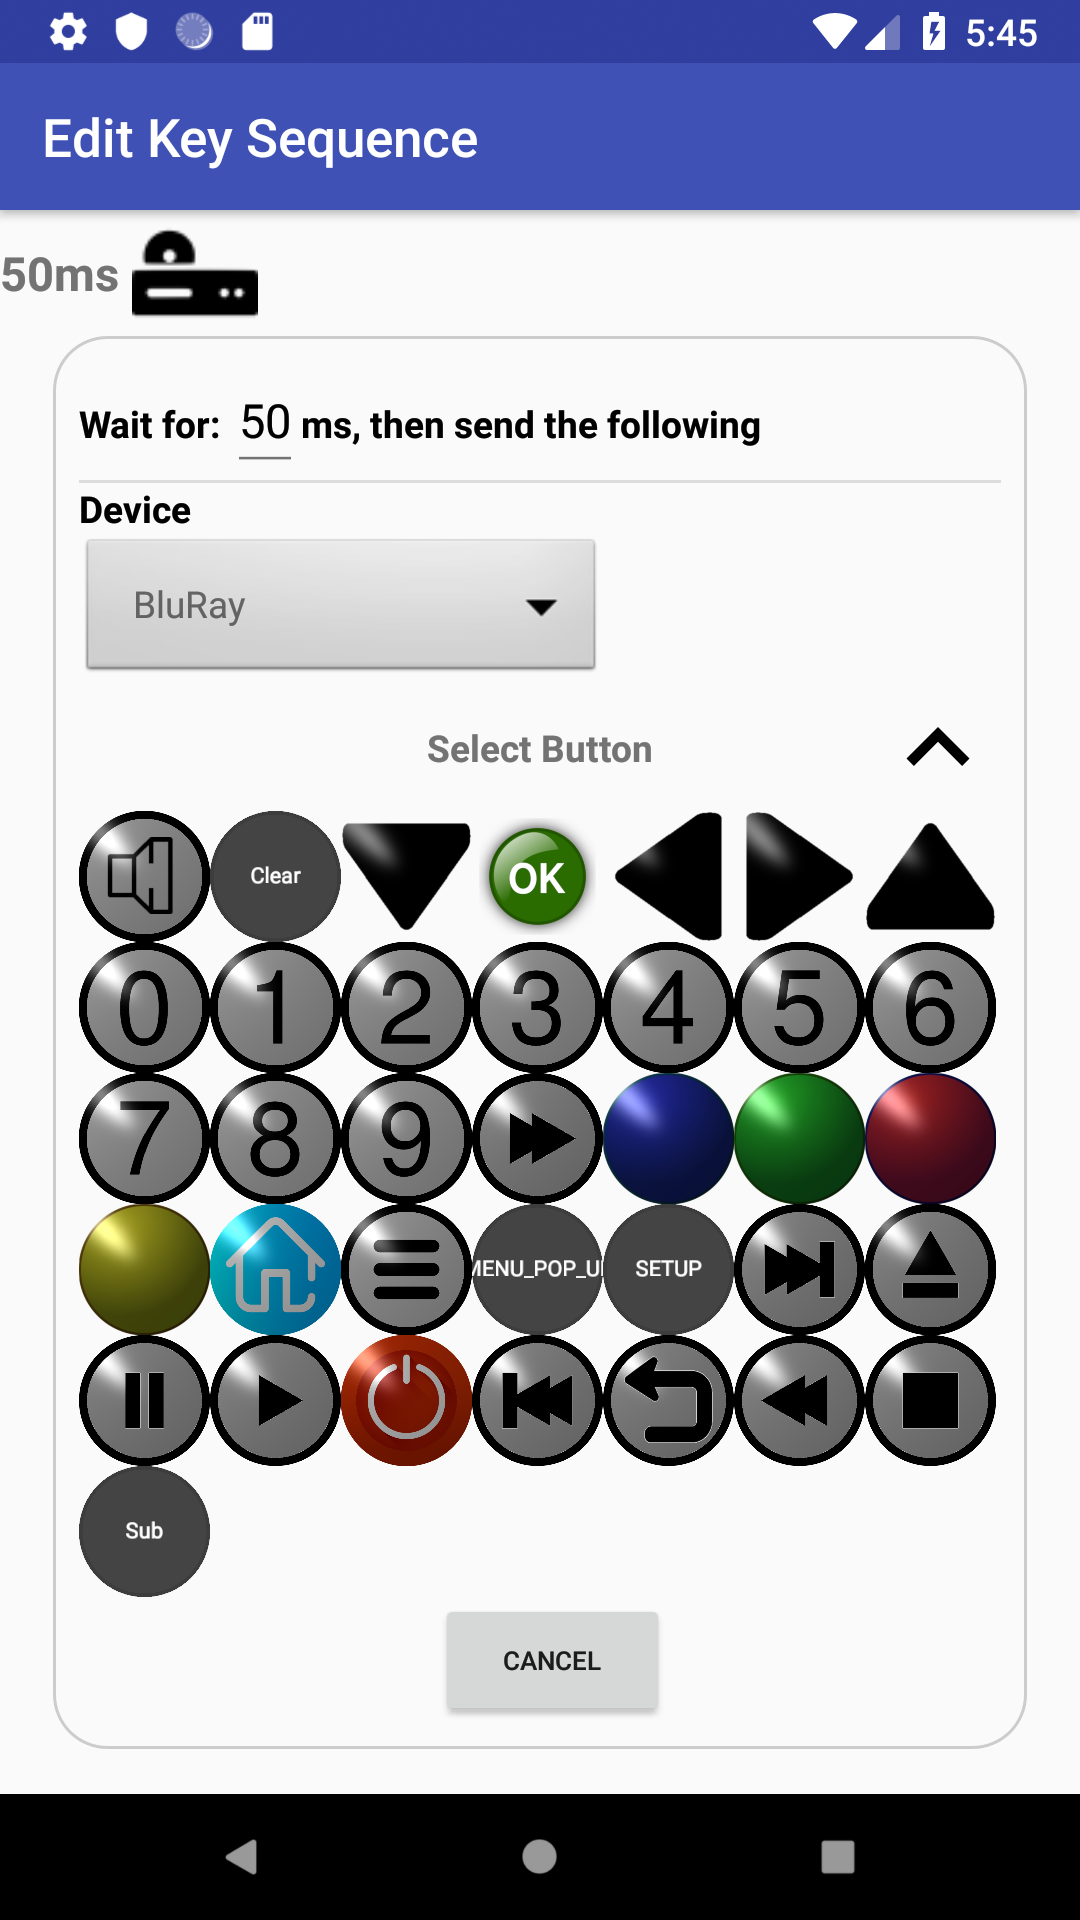 5:45
Edit Key Sequence
50ms
Wait for: 50 ms, then send the following
Device
BluRay
Select Button
Clear
OK
0 1 2 3 4 5 6
7 8 9
MENU_POP_U SETUP
Sub
CANCEL